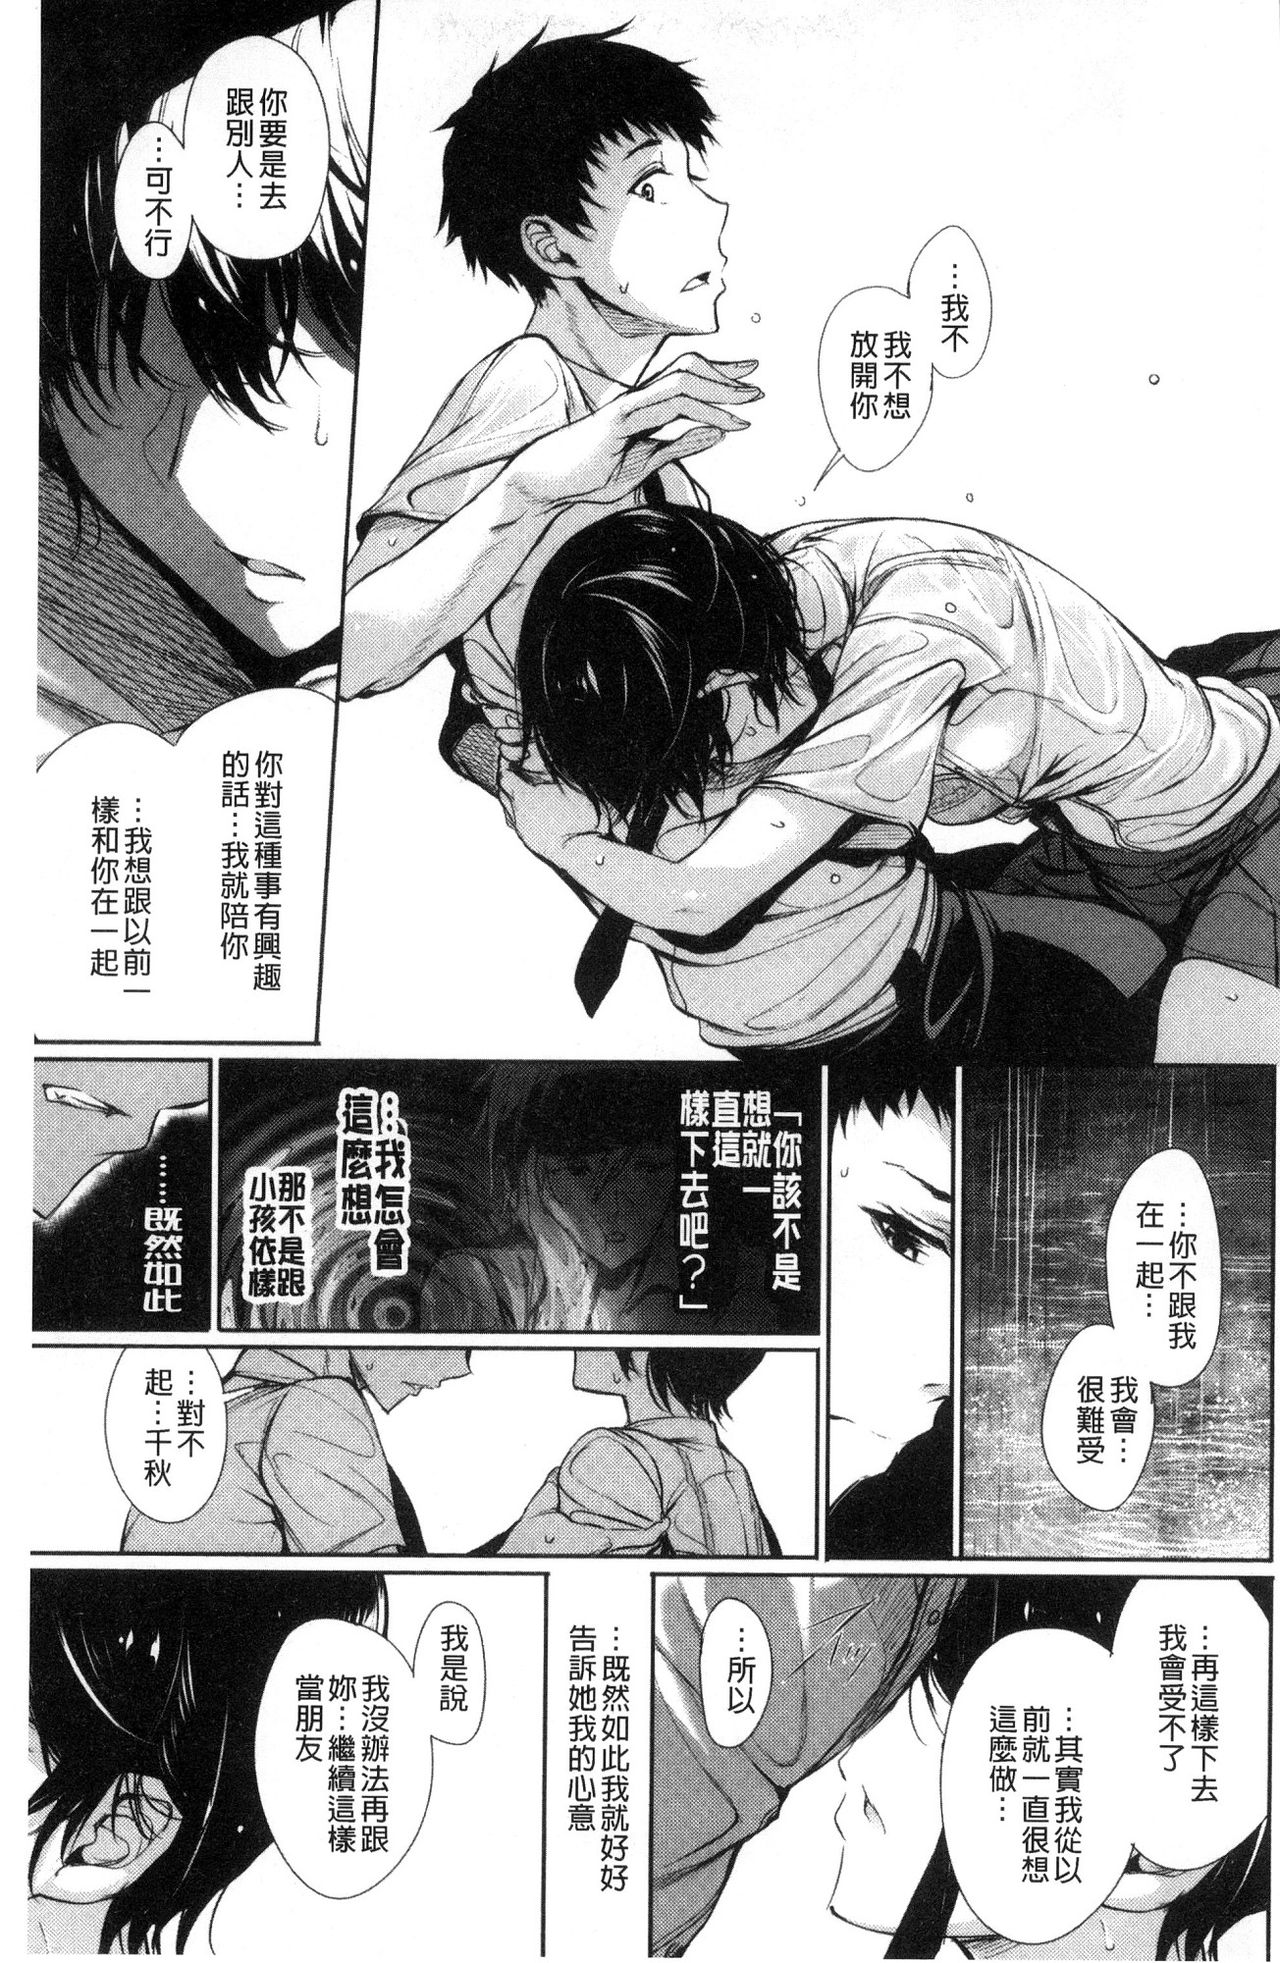 …我不
我不想
放開你
你要是去
跟別人…
…可不行
你對這種事有興趣
的話…我就陪你
…我想跟以前一
樣和你在一起
…你不跟我
在一起…
我會…
很難受
「你該不是
想就一
直這
樣下去吧？」
…我怎會
這麼想
那不是跟
小孩依樣
……既然如此
…對不
起…千秋
…再這樣下去
我會受不了
…其實我從以
前就一直很想
這麼做…
…所以
…既然如此我就好好
告訴她我的心意
我是說
我沒辦法再跟
妳…繼續這樣
當朋友